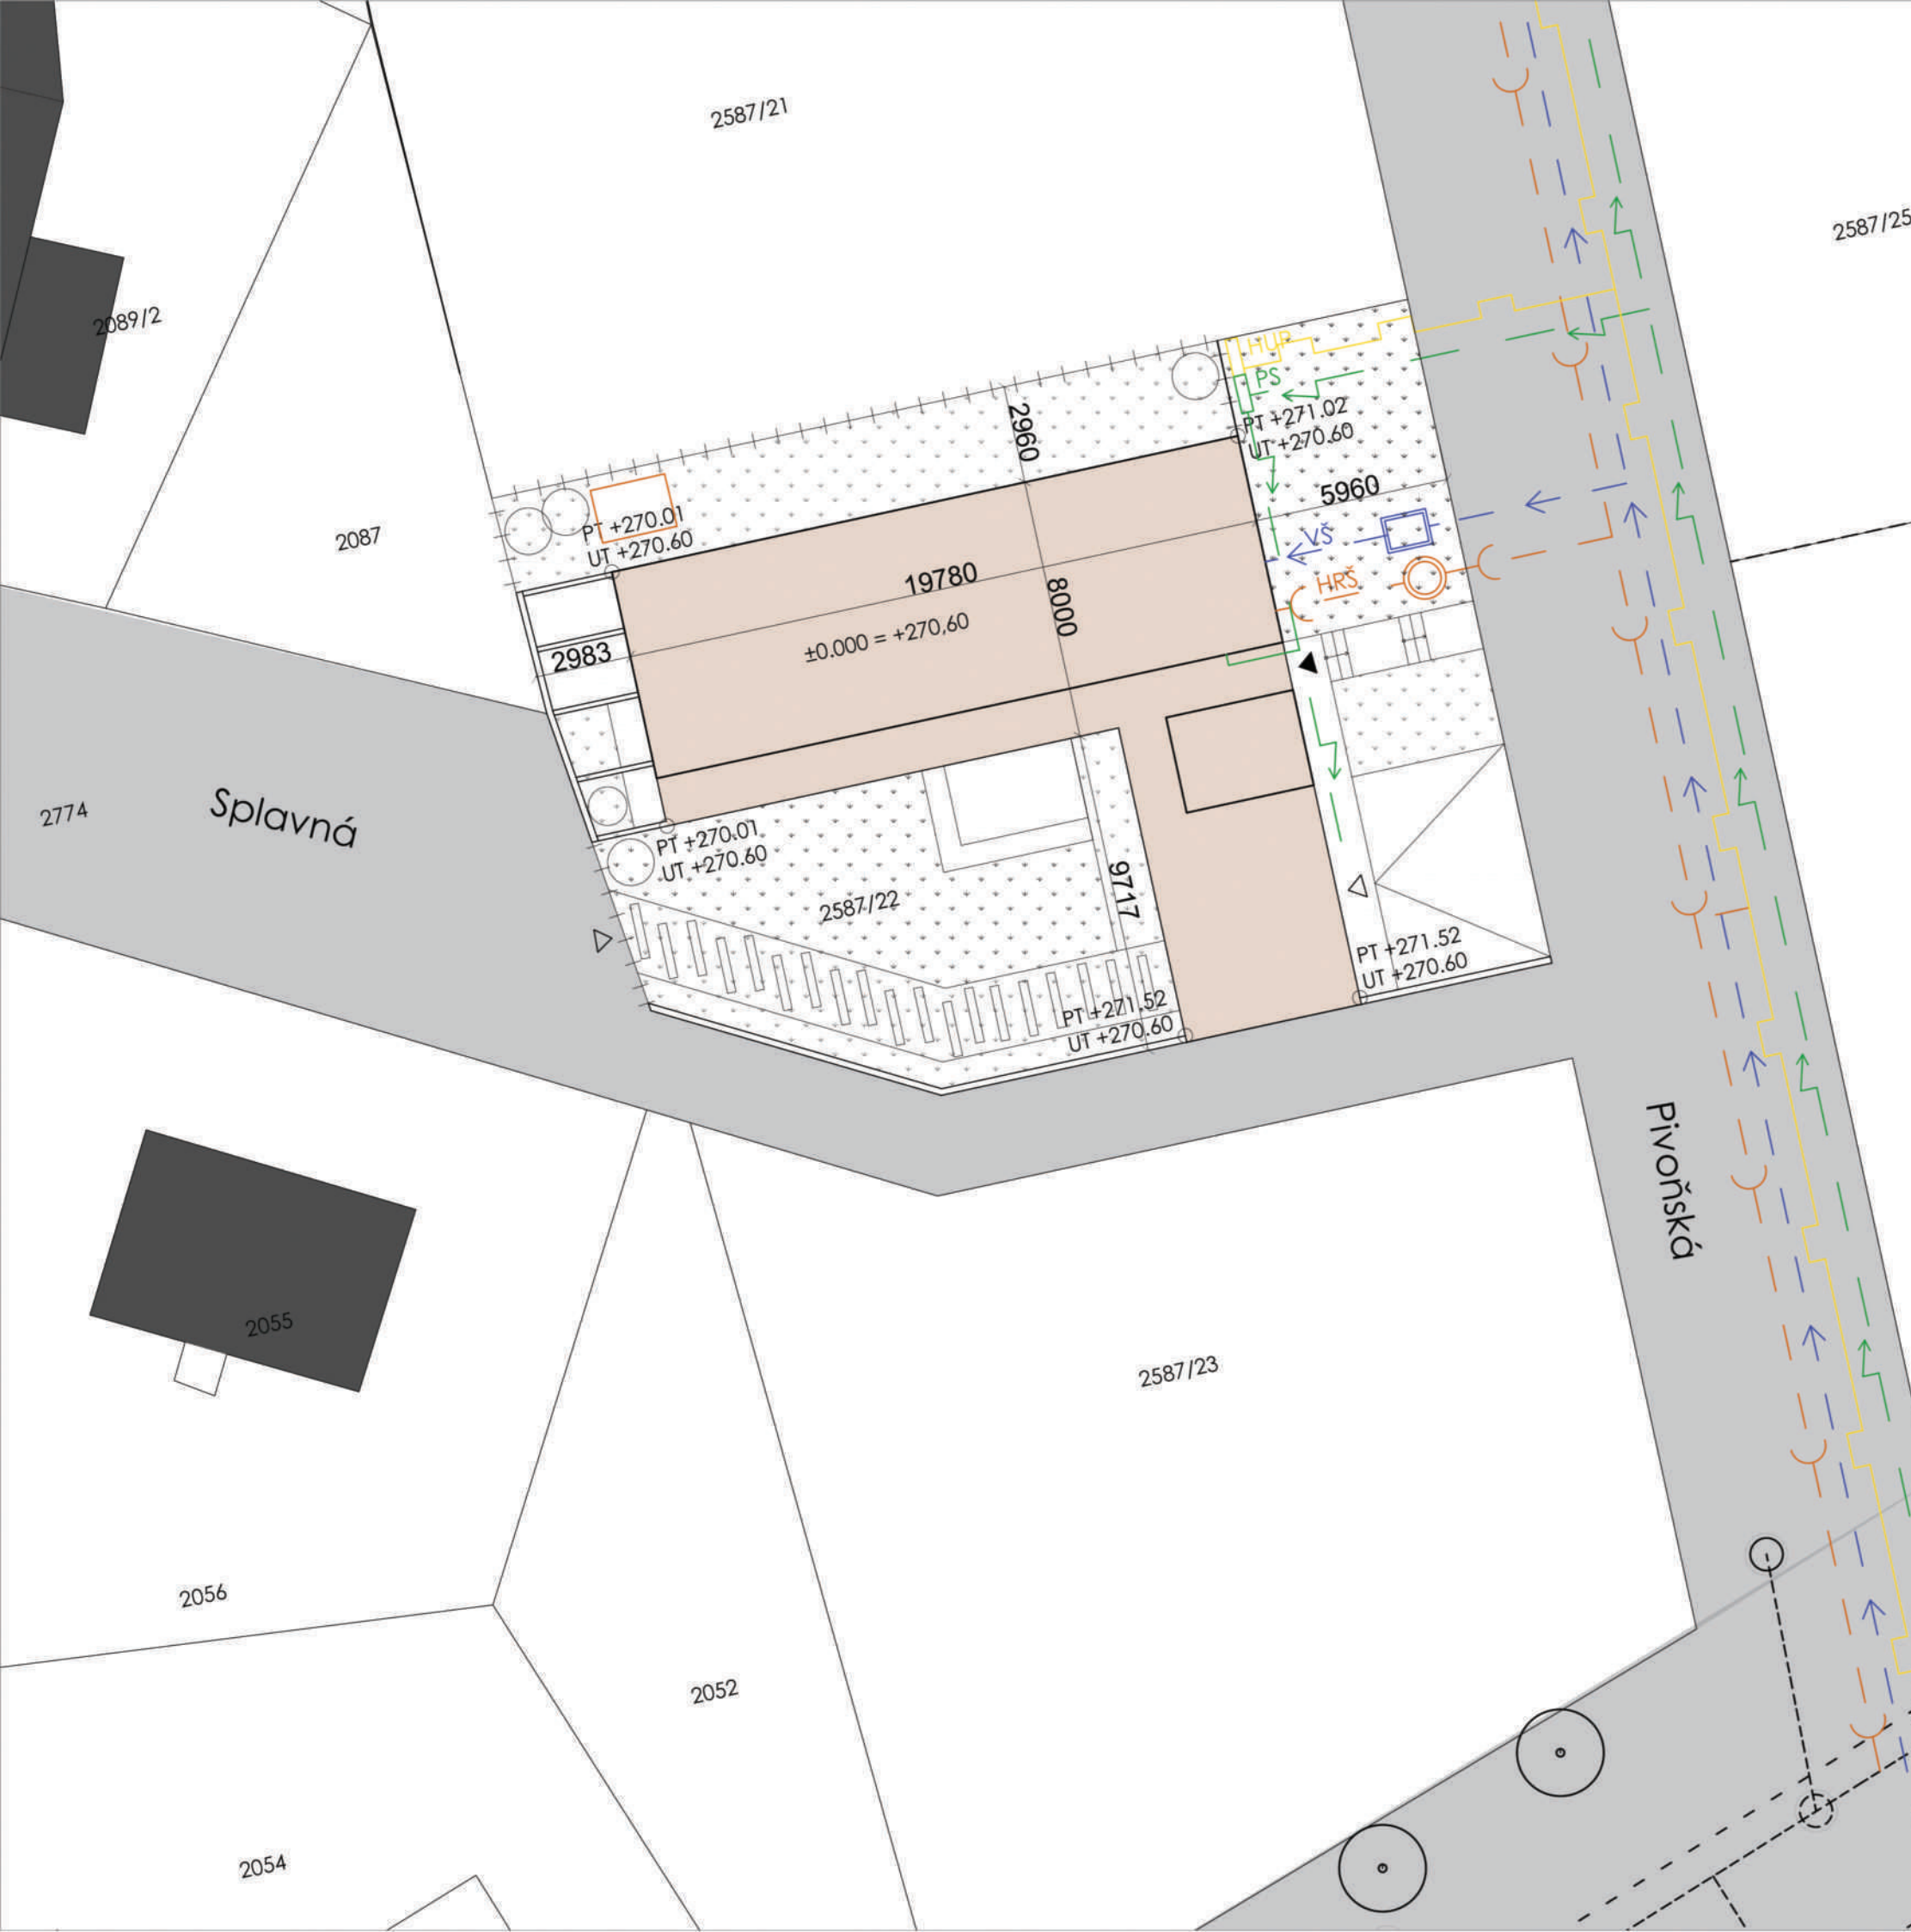 2587/21
2587/25
2089/2
HUP
PS
PT +271.02
UT +270.60
2960
5960
2087
PT +270.01
UT +270.60
VŠ
HRŠ
19780
8000
±0.000 = +270,60
2983
2774
Splavná
PT +270.01
UT +270.60
2587/22
9717
PT +271.52
UT +270.60
PT +271.52
UT +270.60
Pivoňská
2055
2587/23
2056
2052
2054